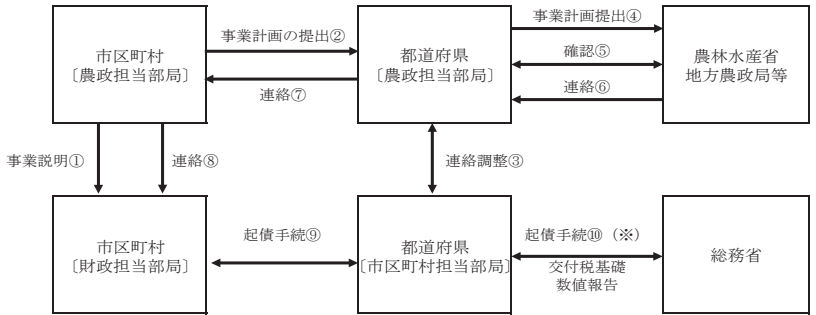 市区町村
〔農政担当部局〕
事業計画の提出②
連絡⑦
都道府県
〔農政担当部局〕
事業計画提出④
確認⑤
連絡⑥
農林水産省
地方農政局等
事業説明①
連絡⑧
連絡調整③
市区町村
〔財政担当部局〕
起債手続⑨
都道府県
〔市区町村担当部局〕
起債手続⑩（※）
交付税基礎
数値報告
総務省